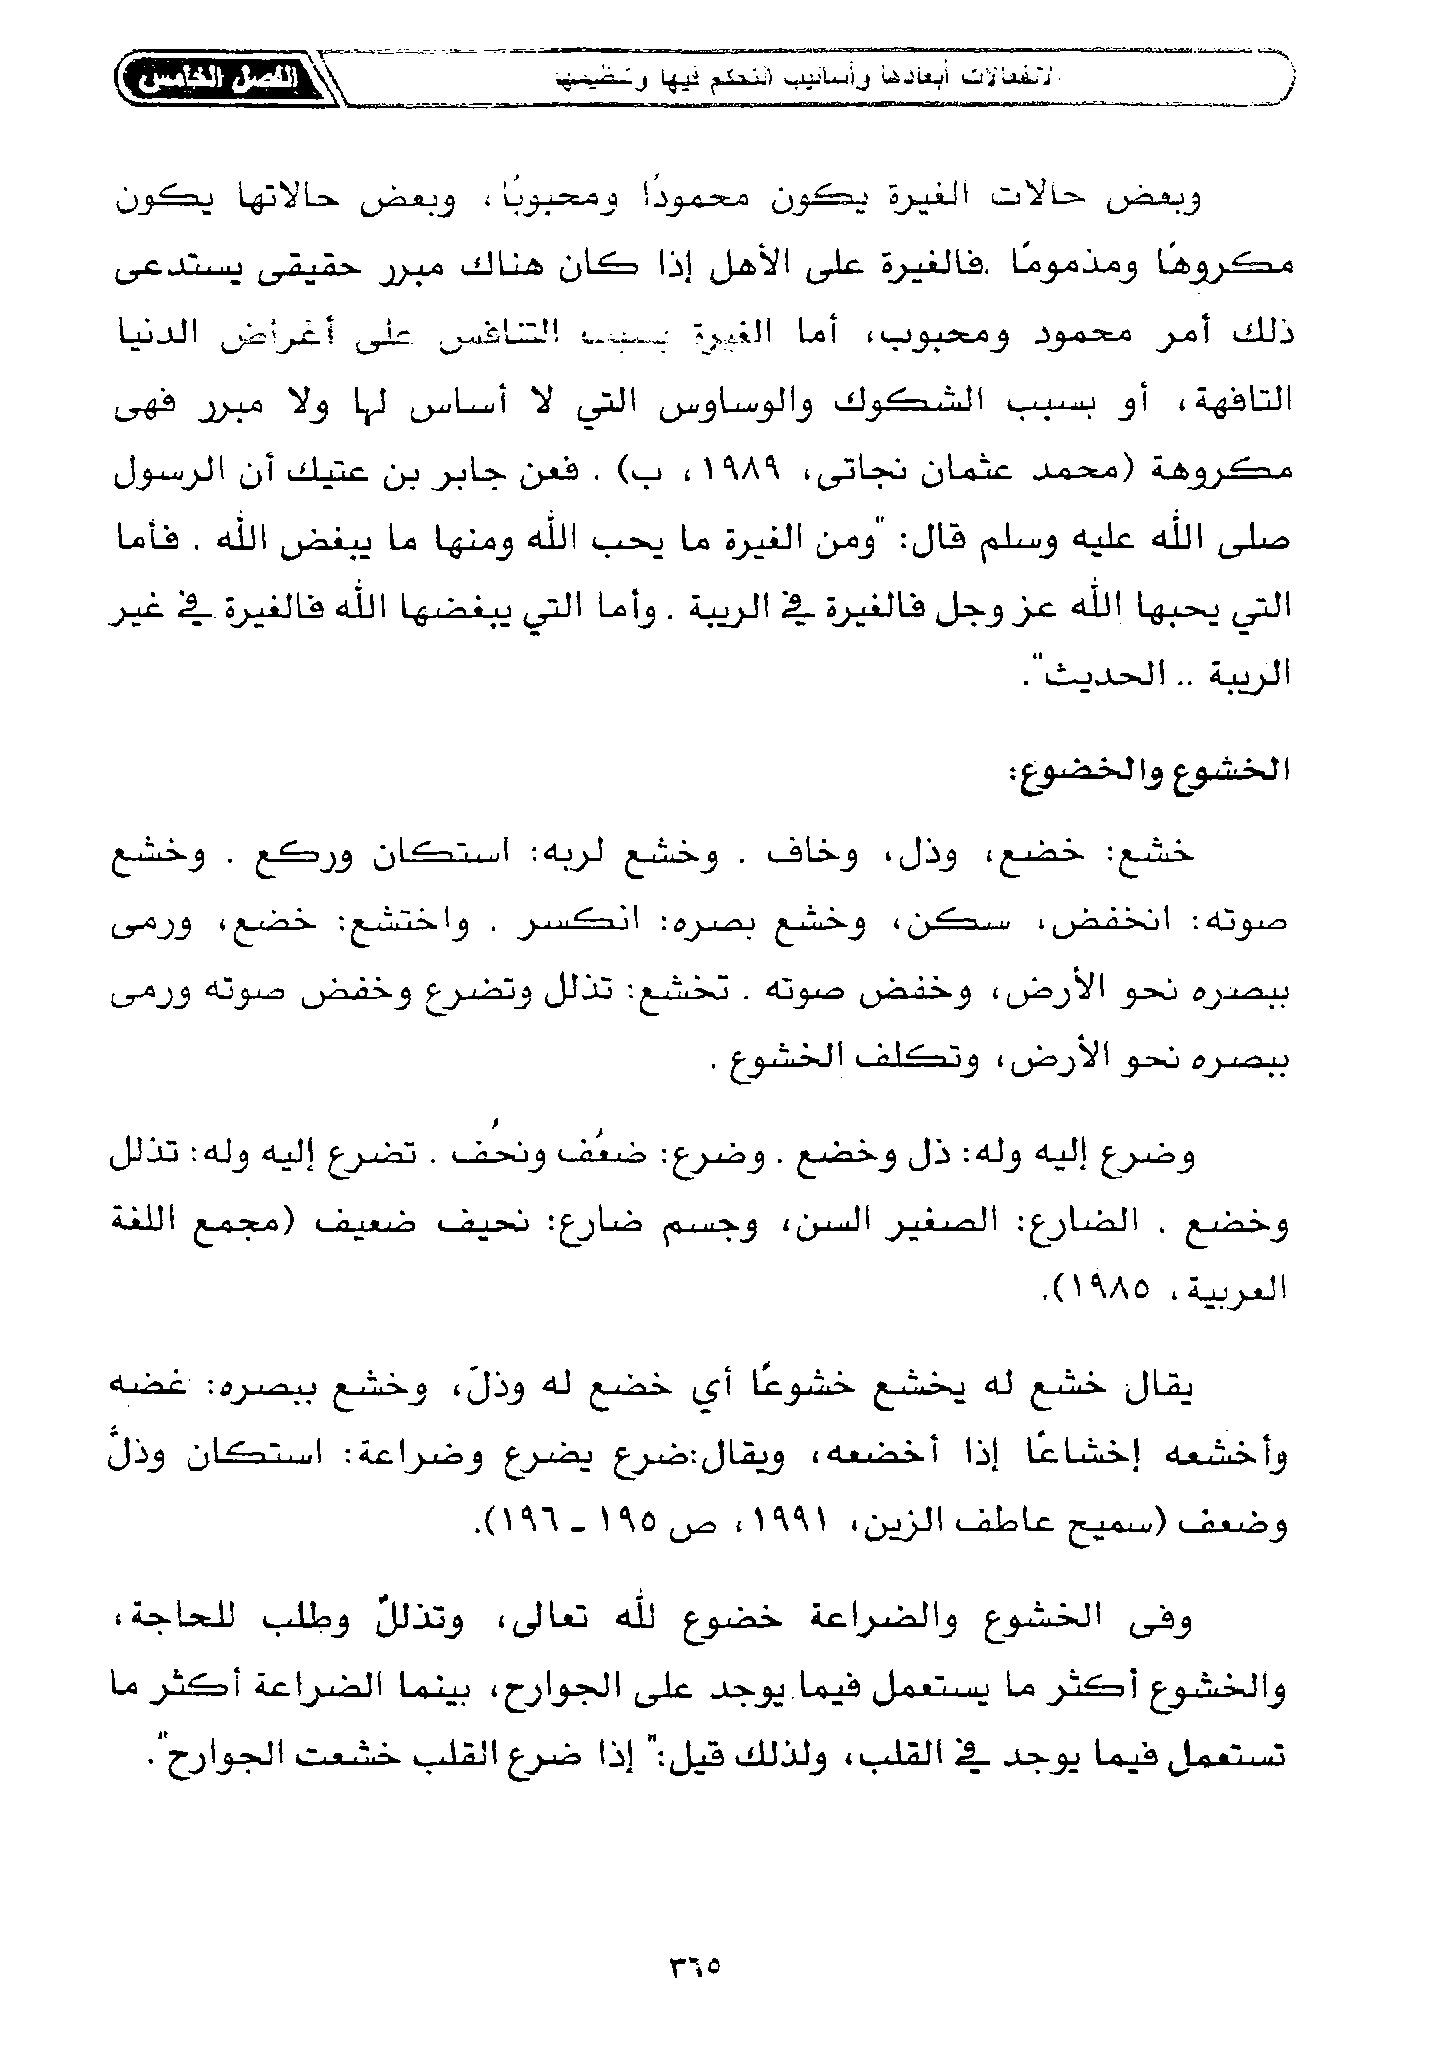 الانفعالات أبعادها وأساليب التحكم فيها وتنظيمها
الفصل الخامس
وبعض حالات الغيرة يكون محمودًا ومحبوبًا، وبعض حالاتها يكون
مكروهًا ومذمومًا .فالغيرة على الأهل إذا كان هناك مبرر حقيقى يستدعى
ذلك أمر محمود ومحبوب، أما الغيرة بسبب التنافس على أغراض الدنيا
التافهة، أو بسبب الشكوك والوساوس التي لا أساس لها ولا مبرر فهى
مكروهة (محمد عثمان نجاتى، ١٩٨٩، ب) . فعن جابر بن عتيك أن الرسول
صلى الله عليه وسلم قال: "ومن الغيرة ما يحب الله ومنها ما يبغض الله . فأما
التي يحبها الله عز وجل فالغيرة في الريبة . وأما التي يبغضها الله فالغيرة في غير
الريبة .. الحديث".
الخشوع والخضوع:
خشع: خضع، وذل، وخاف . وخشع لربه: استكان وركع . وخشع
صوته: انخفض، سكن، وخشع بصره: انكسر . واختشع: خضع، ورمى
ببصره نحو الأرض، وخفض صوته . تخشع: تذلل وتضرع وخفض صوته ورمى
ببصره نحو الأرض، وتكلف الخشوع .
وضرع إليه وله: ذل وخضع . وضرع: ضعُف ونحُف . تضرع إليه وله: تذلل
وخضع . الضارع: الصغير السن، وجسم ضارع: نحيف ضعيف (مجمع اللغة
العربية، ١٩٨٥).
يقال خشع له يخشع خشوعًا أي خضع له وذلّ، وخشع ببصره: غضه
وأخشعه إخشاعًا إذا أخضعه، ويقال:ضرع يضرع وضراعة: استكان وذلُّ
وضعف (سميح عاطف الزين، ١٩٩١، ص ١٩٥ - ١٩٦).
وفى الخشوع والضراعة خضوع لله تعالى، وتذللٌ وطلب للحاجة،
والخشوع أكثر ما يستعمل فيما يوجد على الجوارح، بينما الضراعة أكثر ما
تستعمل فيما يوجد في القلب، ولذلك قيل:" إذا ضرع القلب خشعت الجوارح".
٣٦٥